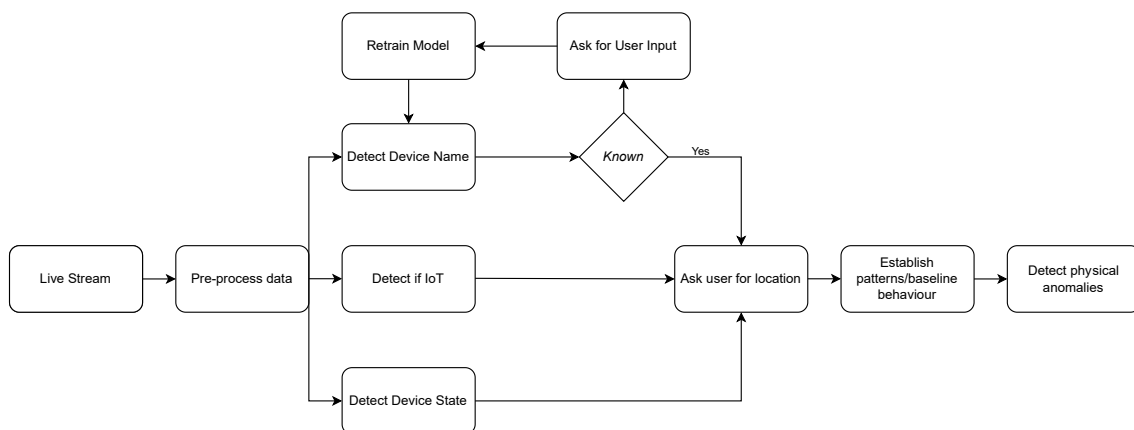 Retrain Model
Ask for User Input
Detect Device Name
Known
Yes
Live Stream
Pre-process data
Detect if IoT
Ask user for location
Establish
patterns/baseline
behaviour
Detect physical
anomalies
Detect Device State